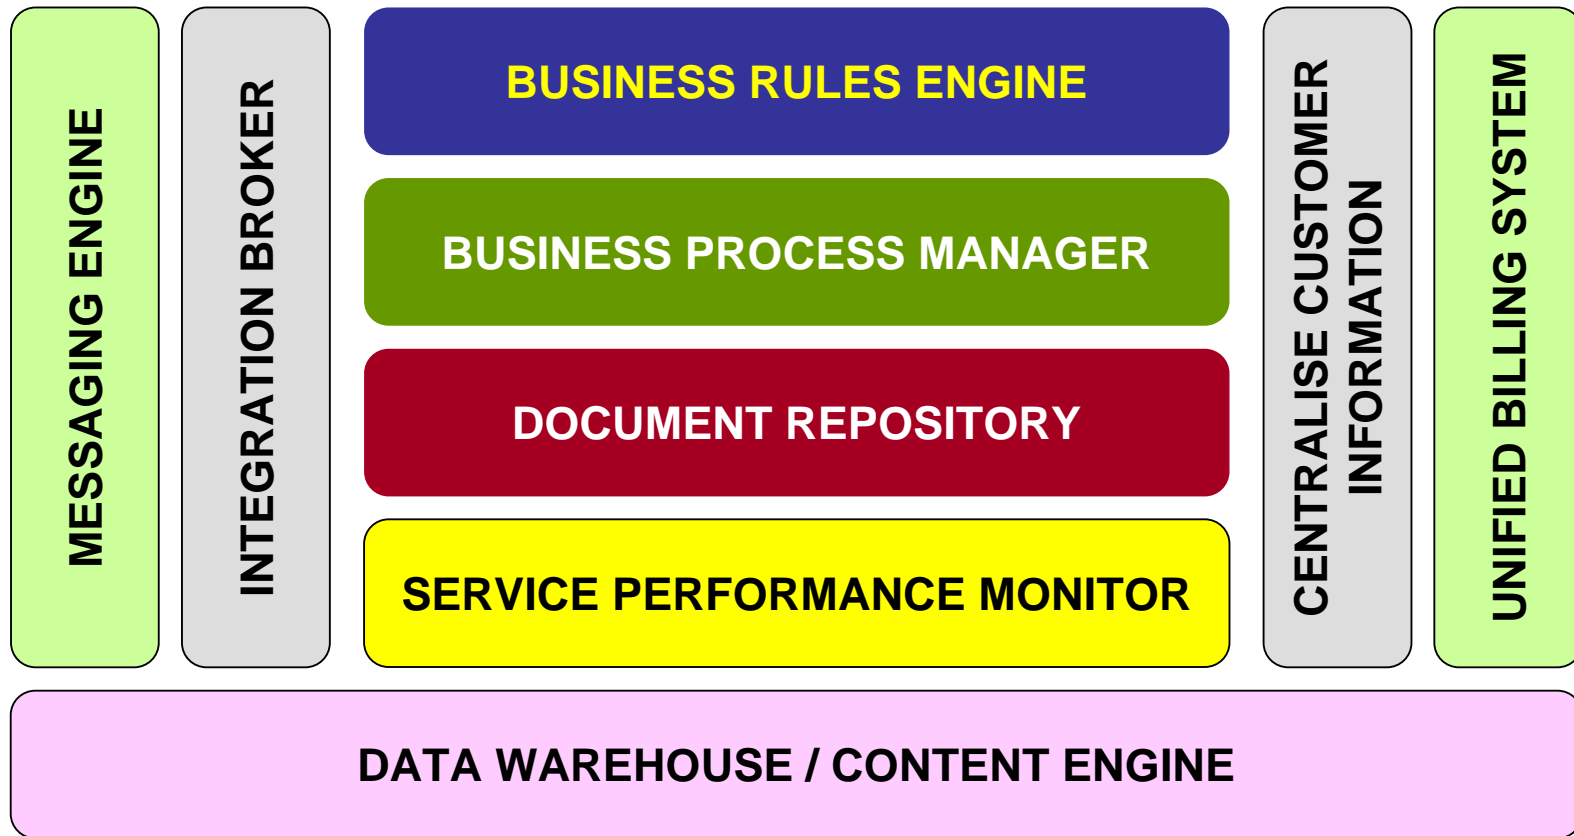 MESSAGING ENGINE
INTEGRATION BROKER
BUSINESS RULES ENGINE
BUSINESS PROCESS MANAGER
DOCUMENT REPOSITORY
SERVICE PERFORMANCE MONITOR
CENTRALISE CUSTOMER
INFORMATION
UNIFIED BILLING SYSTEM
DATA WAREHOUSE / CONTENT ENGINE